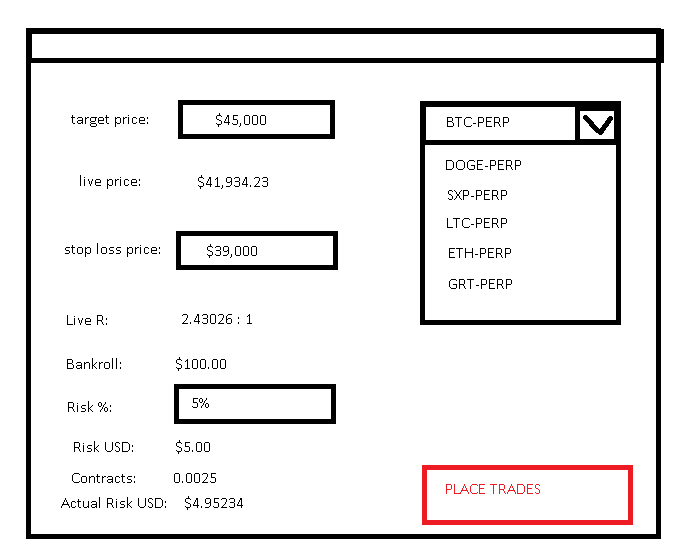 target price: $45,000
BTC-PERP
live price: $41,934.23
DOGE-PERP
SXP-PERP
LTC-PERP
ETH-PERP
GRT-PERP
stop loss price: $39,000
Live R: 2.43026 : 1
Bankroll: $100.00
Risk %: 5%
Risk USD: $5.00
Contracts: 0.0025
Actual Risk USD: $4.95234
PLACE TRADES